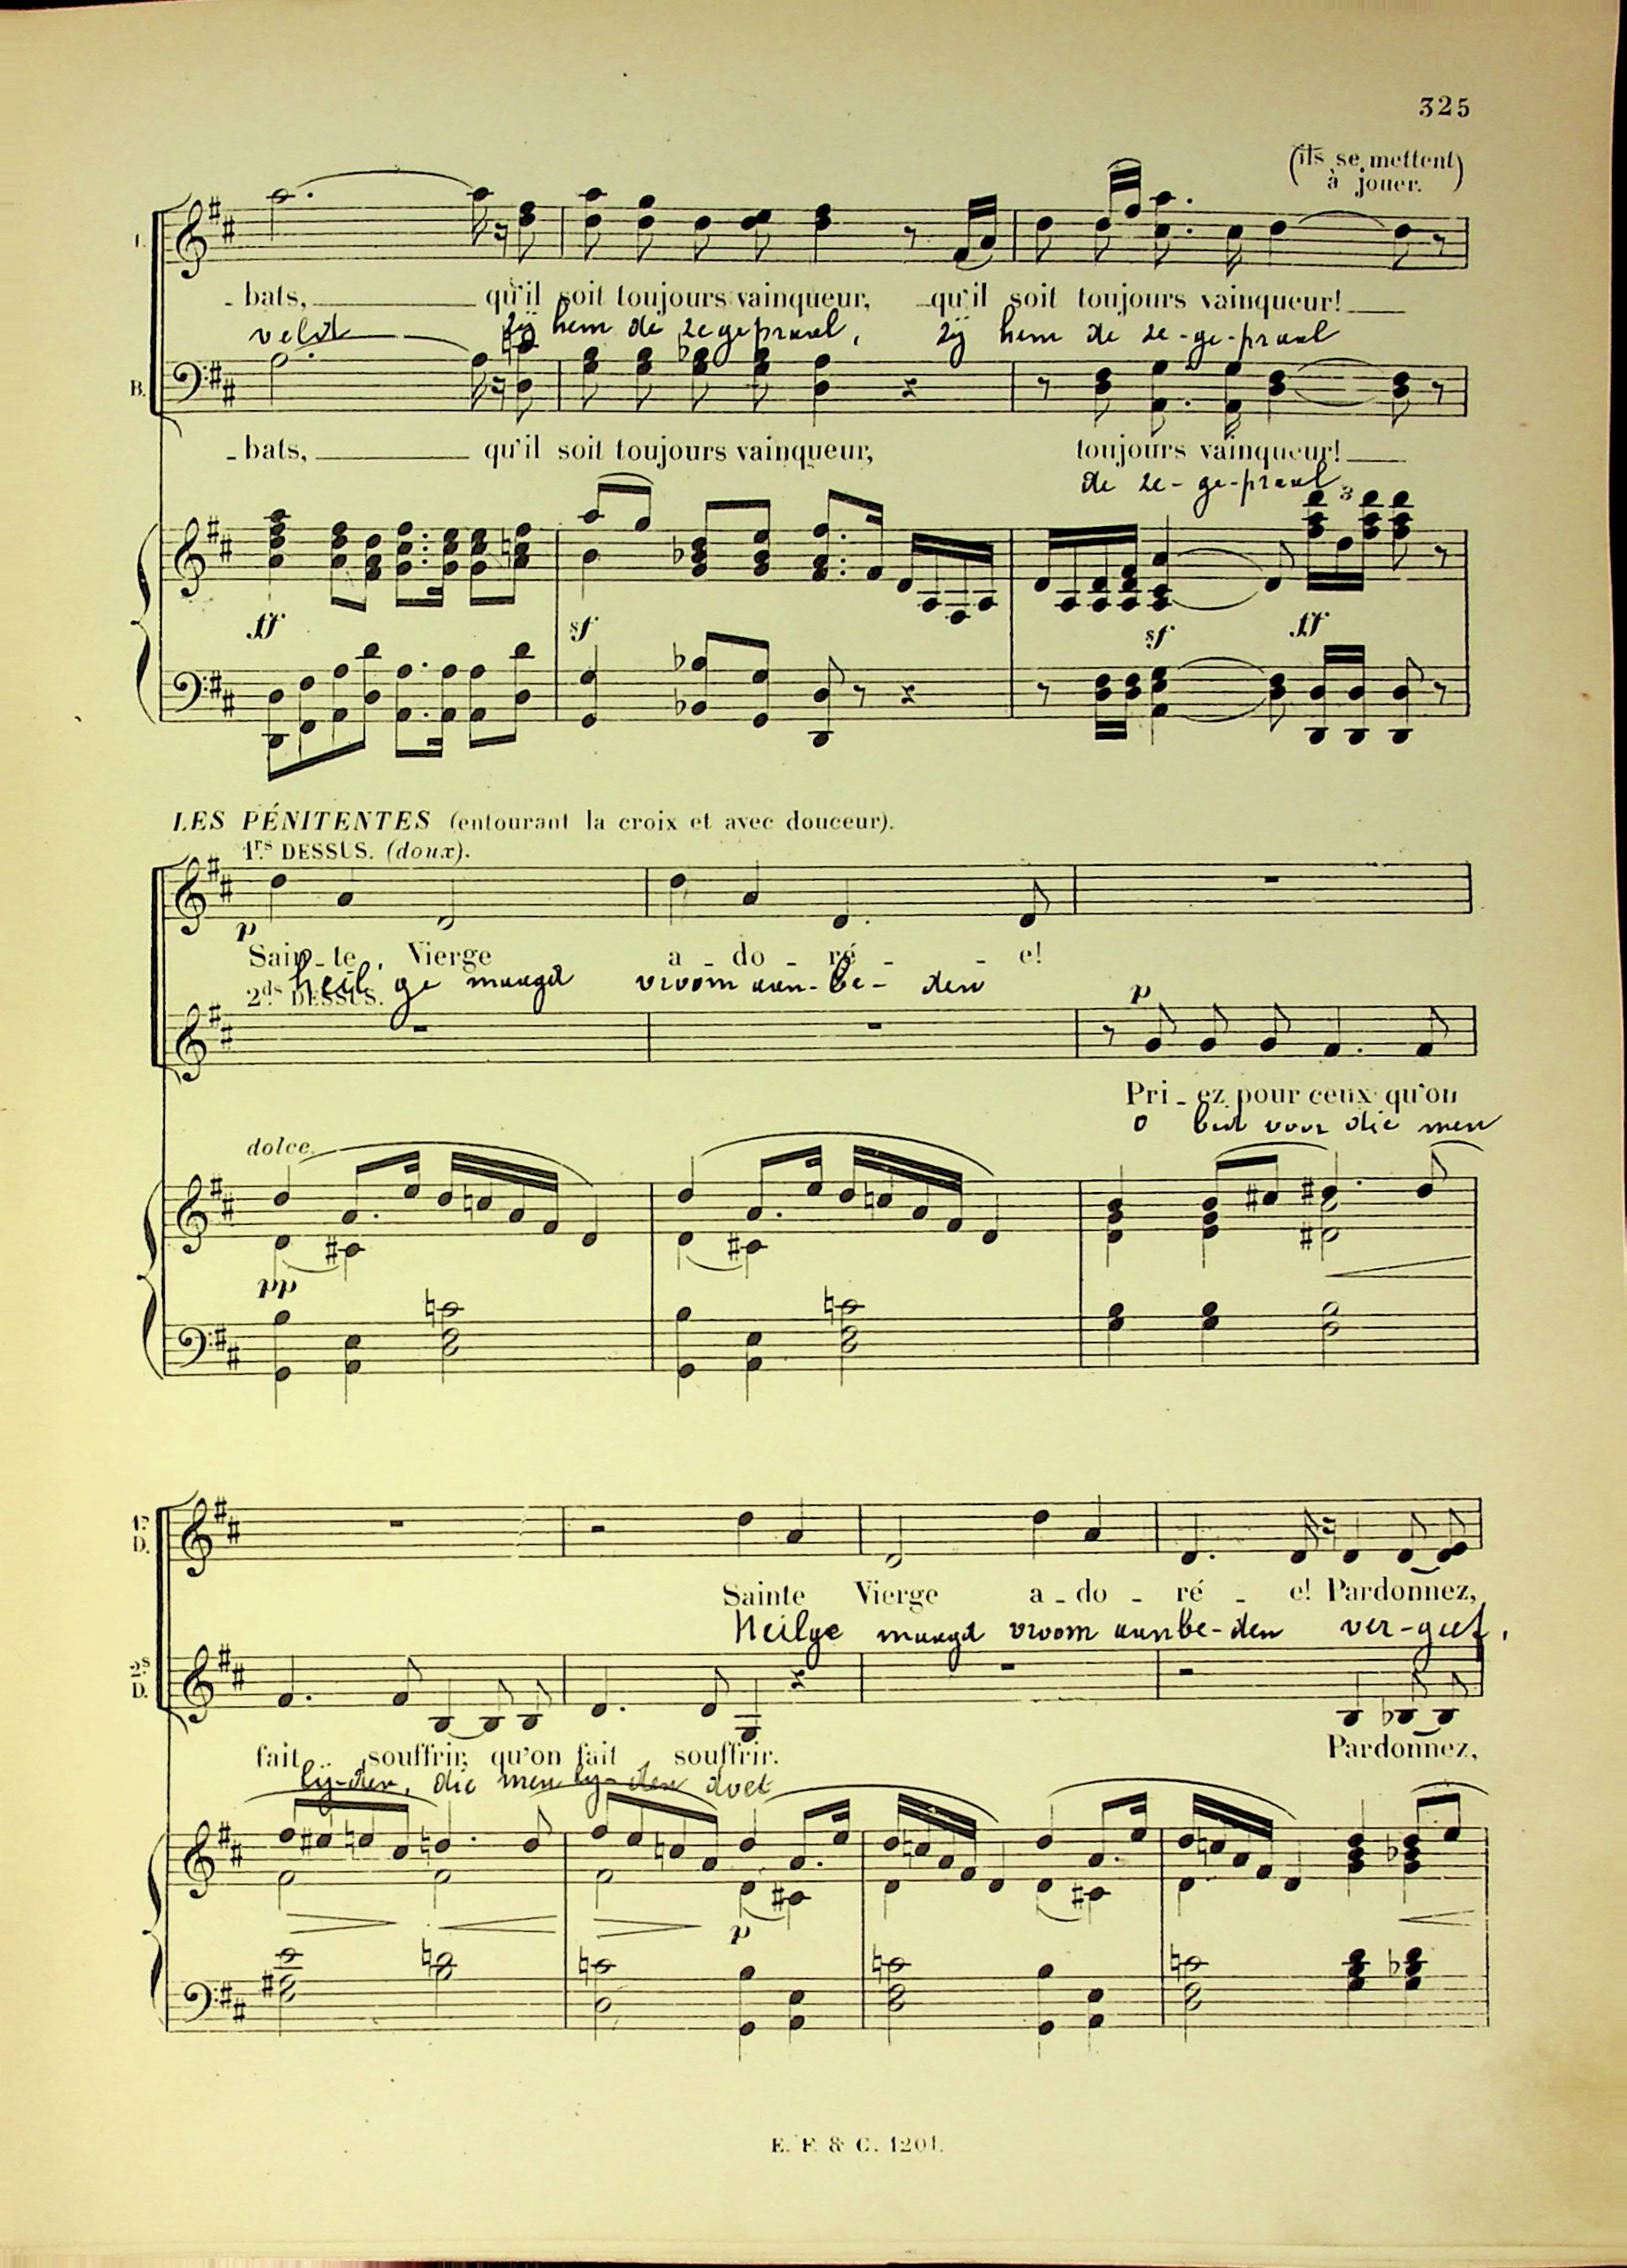 325
(ils se mettent
à jouer.)
- bats, qu'il soit toujours vainqueur, qu'il soit toujours vainqueur!
veld zij hem de zegepraal, zij hem de ze-ge-praal
B.
- bats, qu'il soit toujours vainqueur, toujours vainqueur!
de ze-ge-praal
3
ff sf sf ff
LES PÉNITENTES (entourant la croix et avec douceur).
1rs DESSUS. (doux).
p
Sain-te Vierge a - do - ré - - e!
heil ge maagd vroom aan-be-den
2ds DESSUS.
p
Pri - ez pour ceux qu'on
o bid voor die men
dolce.
pp
1rs D.
Sainte Vierge a - do - ré - e! Pardonnez,
Heilge maagd vroom aanbe-den ver-geef,
2ds D.
fait souffrir, qu'on fait souffrir. Pardonnez,
lij-den, die men lij-den doet
p
E. F. & C. 1201.